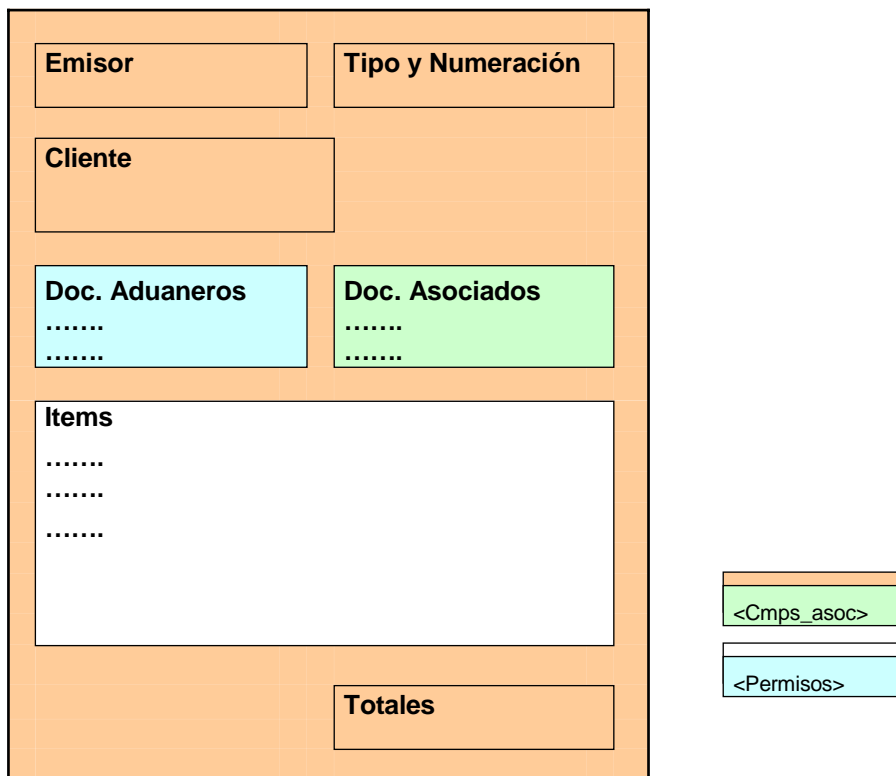 Emisor
Tipo y Numeración
Cliente
Doc. Aduaneros
…….
…….
Doc. Asociados
…….
…….
Items
…….
…….
…….
Totales
<Cmps_asoc>
<Permisos>